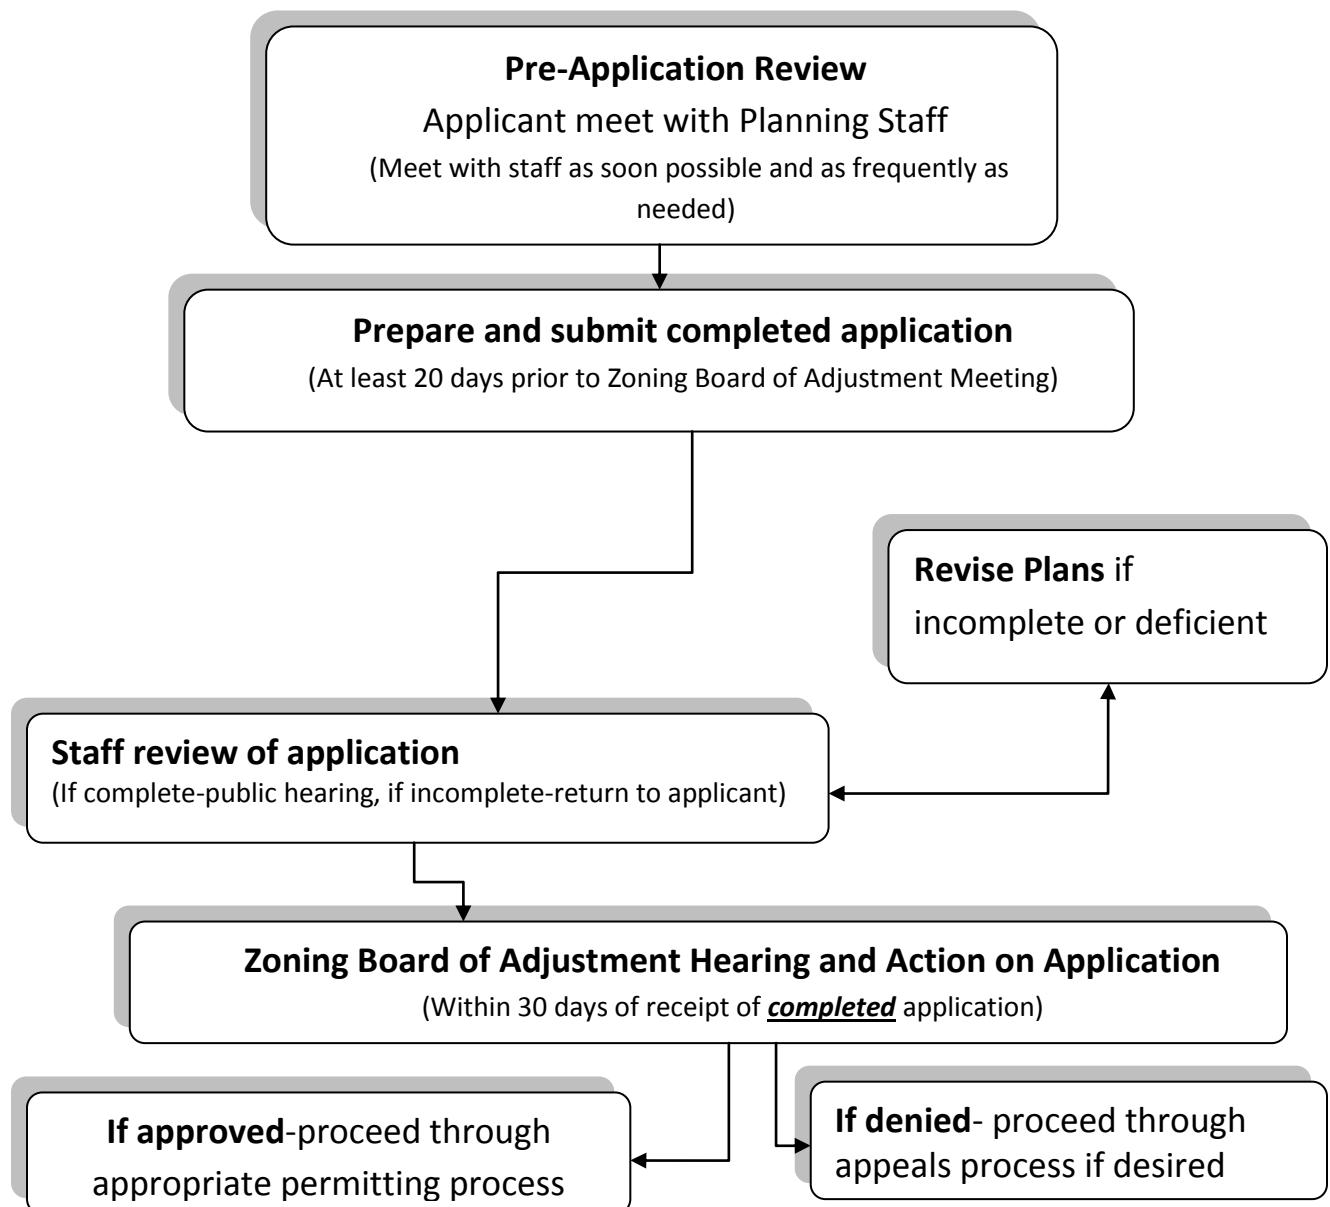 Pre-Application Review
Applicant meet with Planning Staff
(Meet with staff as soon possible and as frequently as
needed)
Prepare and submit completed application
(At least 20 days prior to Zoning Board of Adjustment Meeting)
Revise Plans if
incomplete or deficient
Staff review of application
(If complete-public hearing, if incomplete-return to applicant)
Zoning Board of Adjustment Hearing and Action on Application
(Within 30 days of receipt of completed application)
If approved-proceed through
appropriate permitting process
If denied- proceed through
appeals process if desired